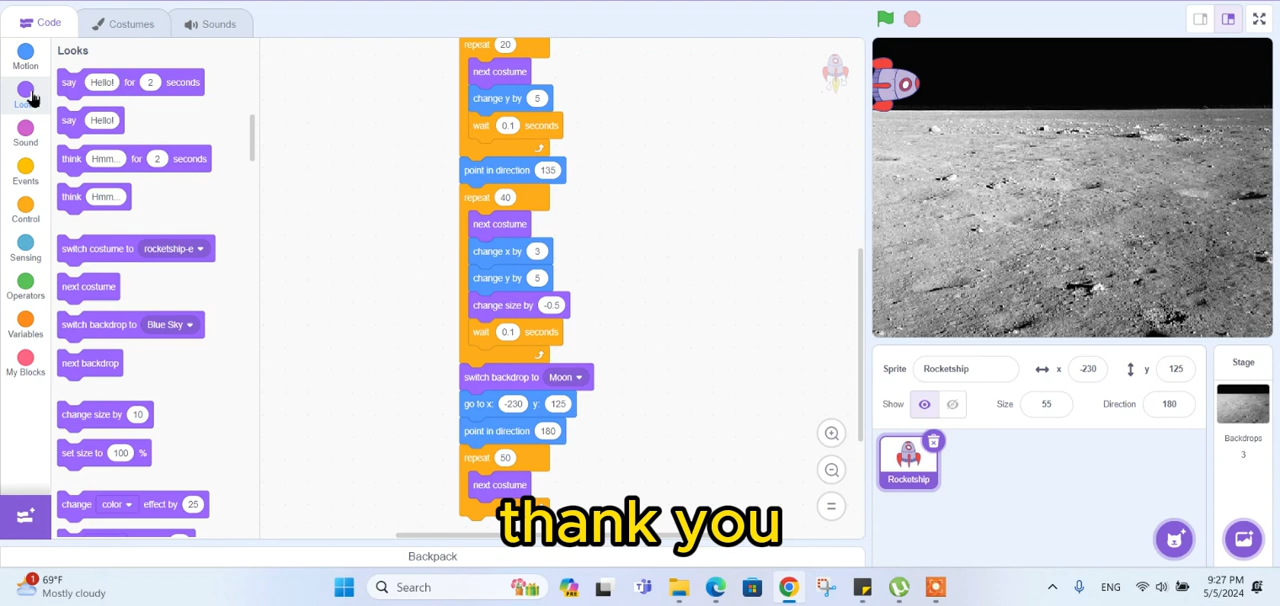 Code
Costumes
Sounds
Motion
Looks
say Hello! for 2 seconds
say Hello!
think Hmm... for 2 seconds
think Hmm...
switch costume to rocketship-e
next costume
switch backdrop to Blue Sky
next backdrop
change size by 10
set size to 100 %
change color effect by 25
Sound
Events
Control
Sensing
Operators
Variables
My Blocks
repeat 20
next costume
change y by 5
wait 0.1 seconds
point in direction 135
repeat 40
next costume
change x by 3
change y by 5
change size by -0.5
wait 0.1 seconds
switch backdrop to Moon
go to x: -230 y: 125
point in direction 180
repeat 50
next costume
thank you
Backpack
Sprite Rocketship x -230 y 125
Show Size 55 Direction 180
Rocketship
Stage
Backdrops
3
1
69°F
Mostly cloudy
Search
ENG
9:27 PM
5/5/2024